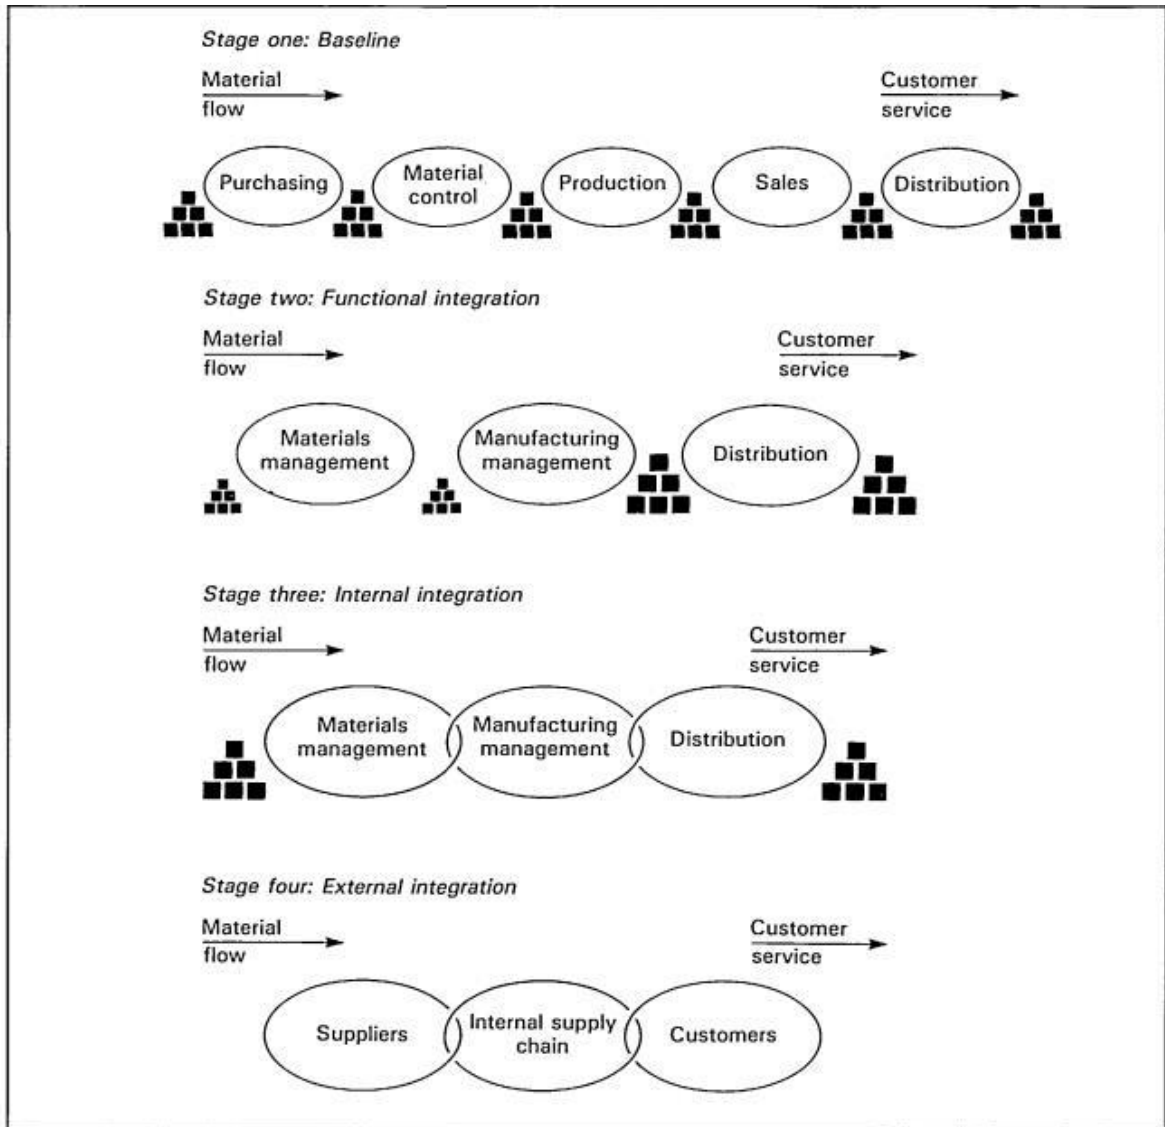 Stage one: Baseline
Material
flow
Customer
service
Purchasing
Material
control
Production
Sales
Distribution
Stage two: Functional integration
Material
flow
Customer
service
Materials
management
Manufacturing
management
Distribution
Stage three: Internal integration
Material
flow
Customer
service
Materials
management
Manufacturing
management
Distribution
Stage four: External integration
Material
flow
Customer
service
Suppliers
Internal supply
chain
Customers